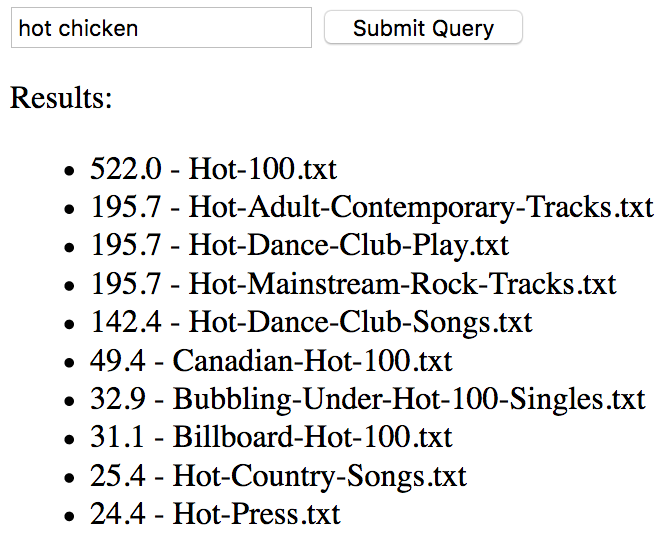 hot chicken Submit Query
Results:
• 522.0 - Hot-100.txt
• 195.7 - Hot-Adult-Contemporary-Tracks.txt
• 195.7 - Hot-Dance-Club-Play.txt
• 195.7 - Hot-Mainstream-Rock-Tracks.txt
• 142.4 - Hot-Dance-Club-Songs.txt
• 49.4 - Canadian-Hot-100.txt
• 32.9 - Bubbling-Under-Hot-100-Singles.txt
• 31.1 - Billboard-Hot-100.txt
• 25.4 - Hot-Country-Songs.txt
• 24.4 - Hot-Press.txt